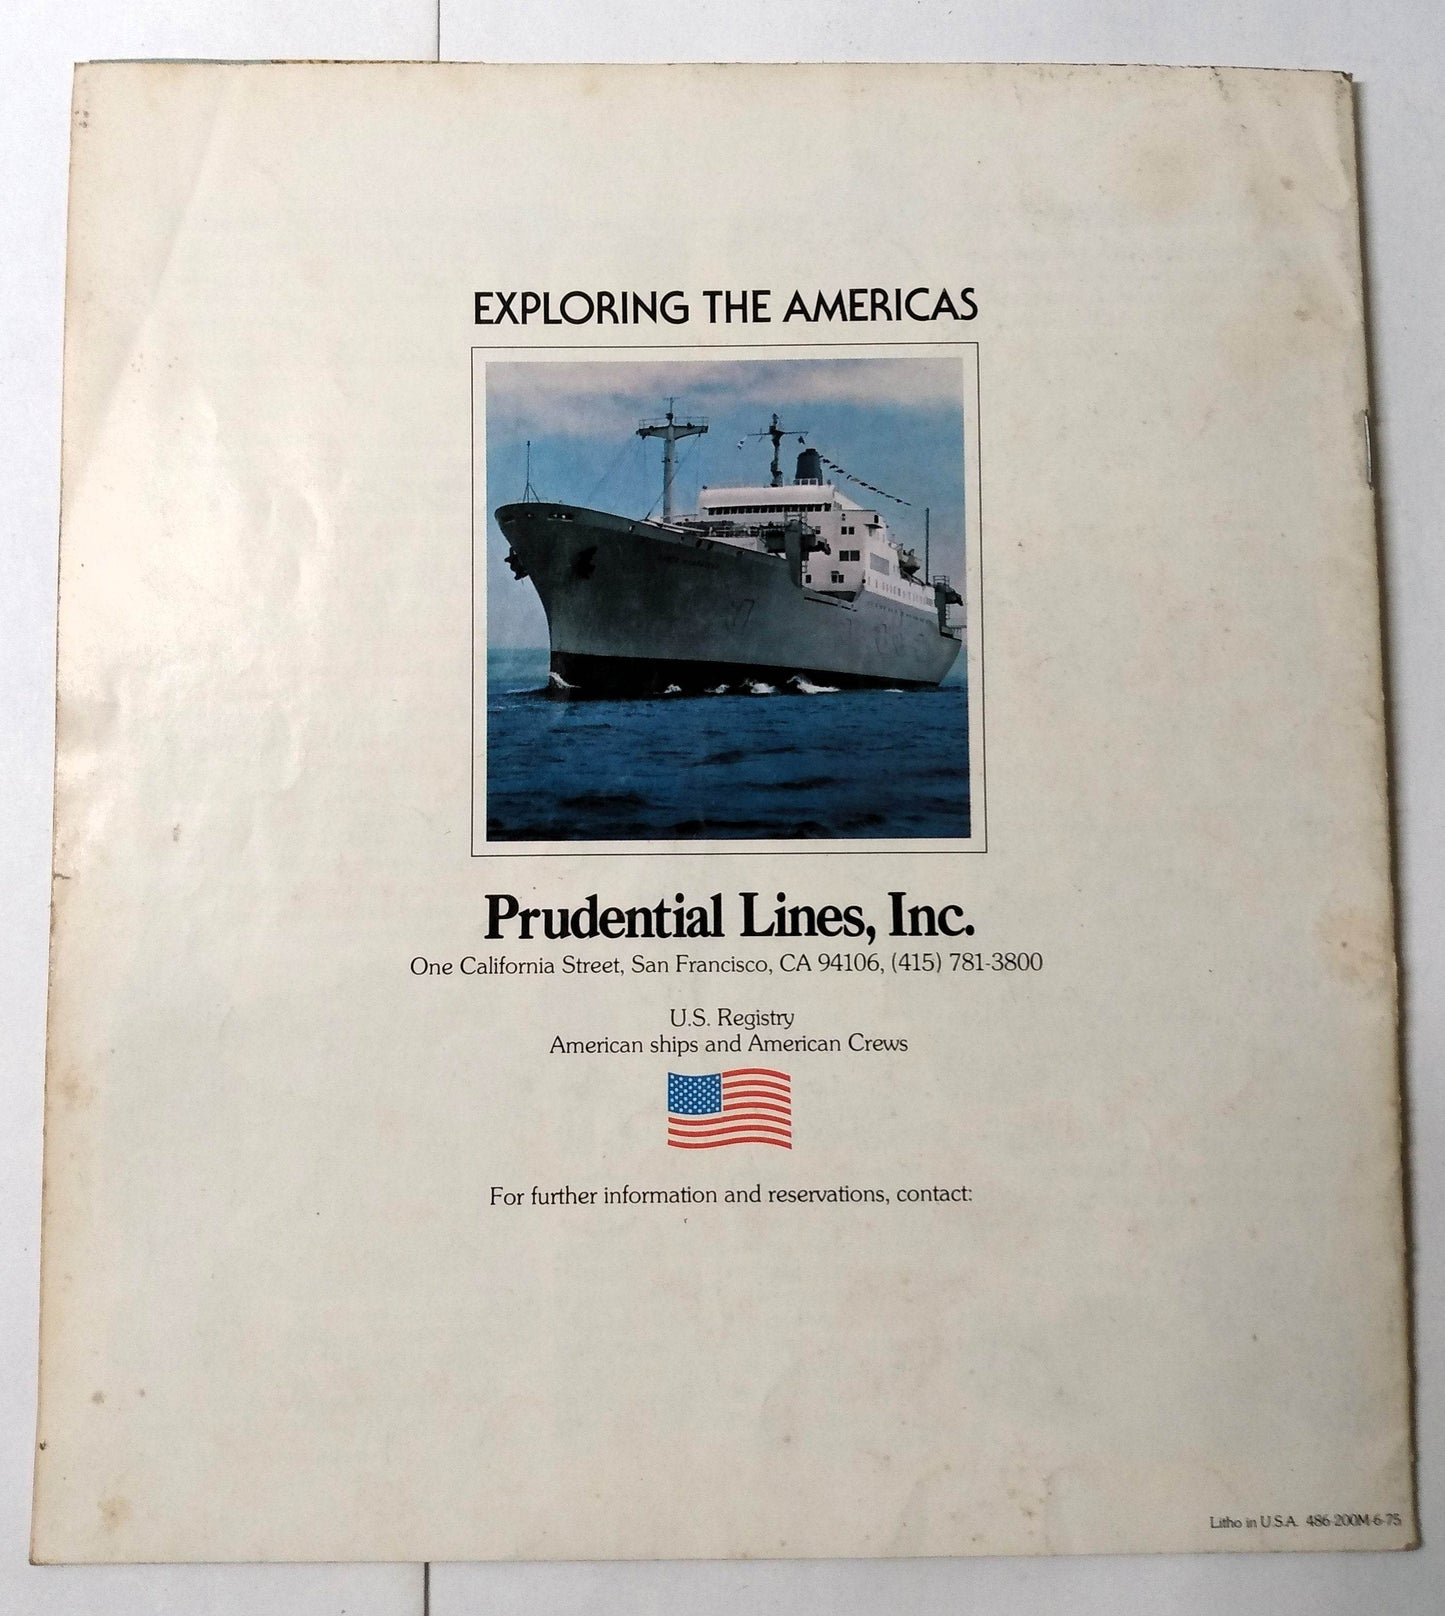 EXPLORING THE AMERICAS
Prudential Lines, Inc.
One California Street, San Francisco, CA 94106, (415) 781-3800
U.S. Registry
American ships and American Crews
For further information and reservations, contact:
Litho in U.S.A. 486-200M-6-75